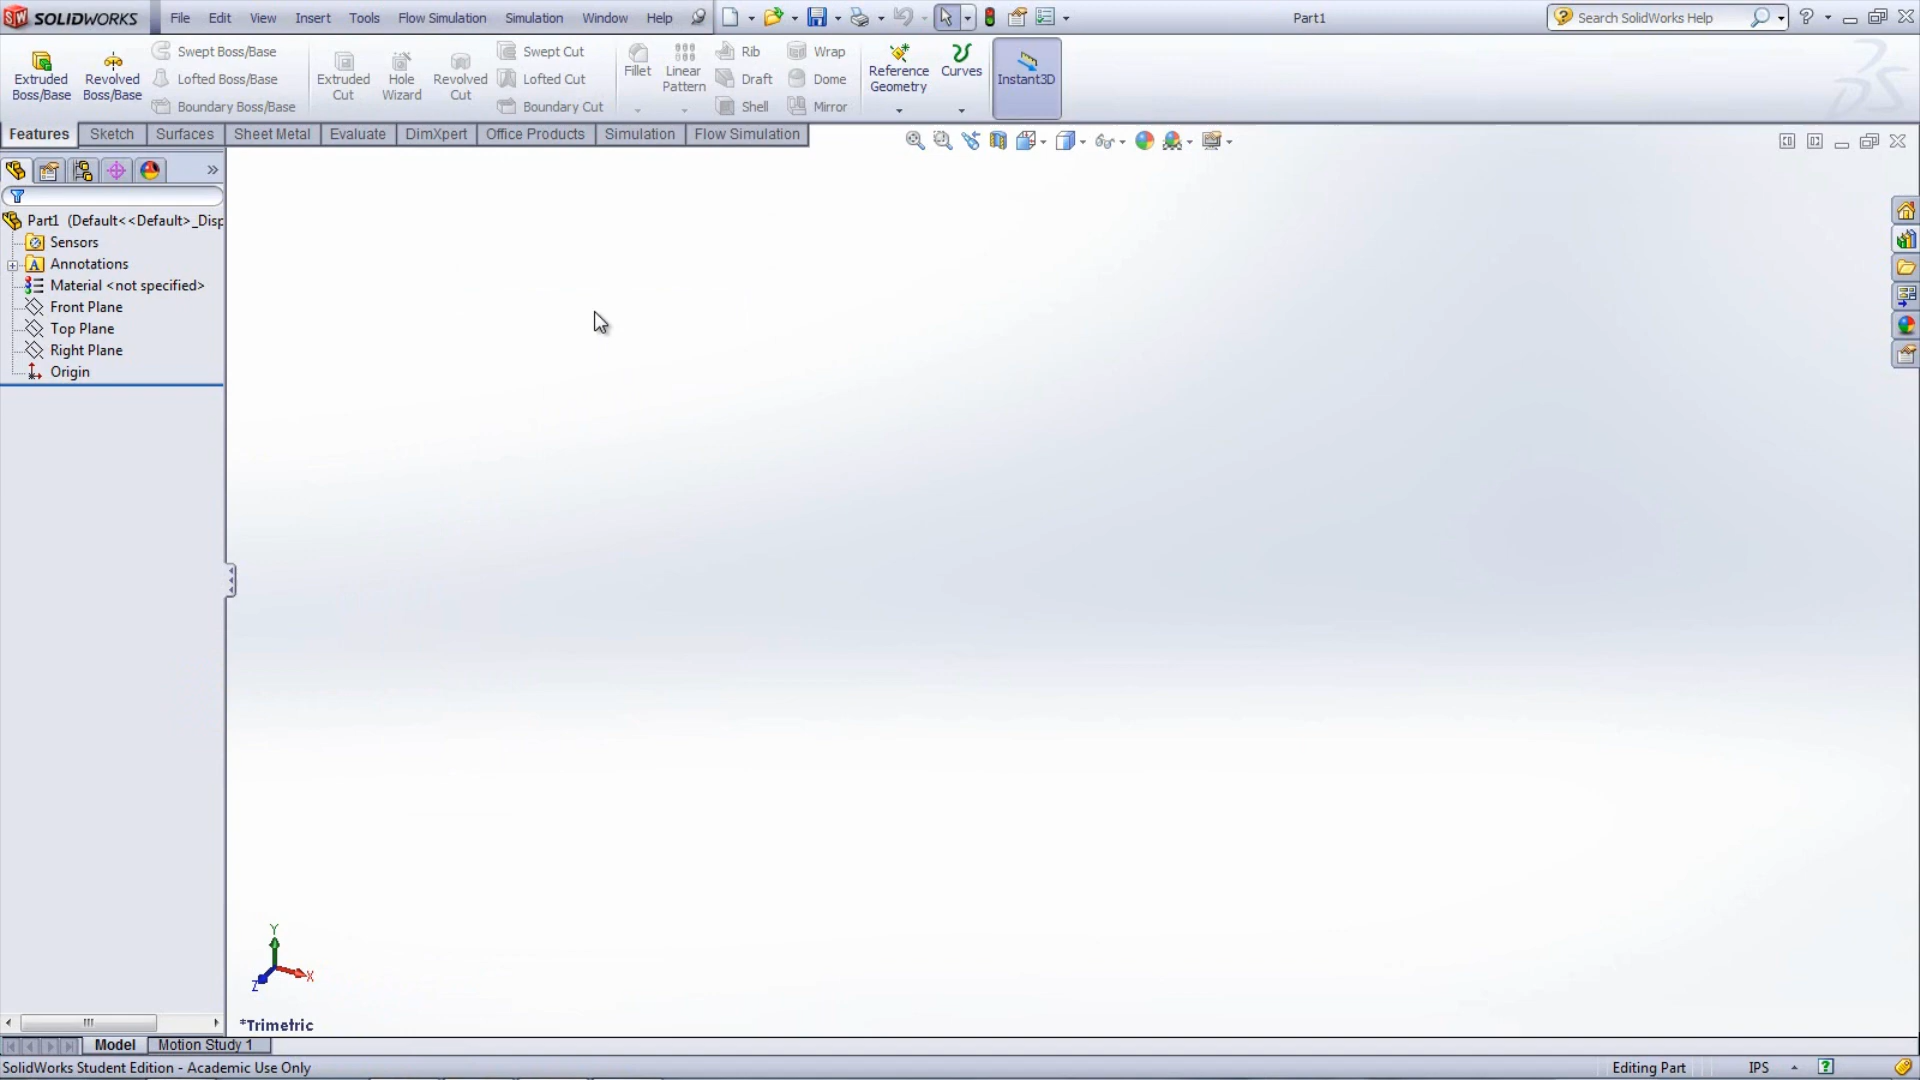 SOLIDWORKS File Edit View Insert Tools Flow Simulation Simulation Window Help Part1 Search SolidWorks Help
Extruded Boss/Base
Revolved Boss/Base
Swept Boss/Base
Lofted Boss/Base
Boundary Boss/Base
Extruded Cut
Hole Wizard
Revolved Cut
Swept Cut
Lofted Cut
Boundary Cut
Fillet
Linear Pattern
Rib
Draft
Shell
Wrap
Dome
Mirror
Reference Geometry
Curves
Instant3D
Features Sketch Surfaces Sheet Metal Evaluate DimXpert Office Products Simulation Flow Simulation
Part1 (Default<<Default>_Disp
Sensors
Annotations
Material <not specified>
Front Plane
Top Plane
Right Plane
Origin
Y
X
Z
*Trimetric
Model Motion Study 1
SolidWorks Student Edition - Academic Use Only Editing Part IPS